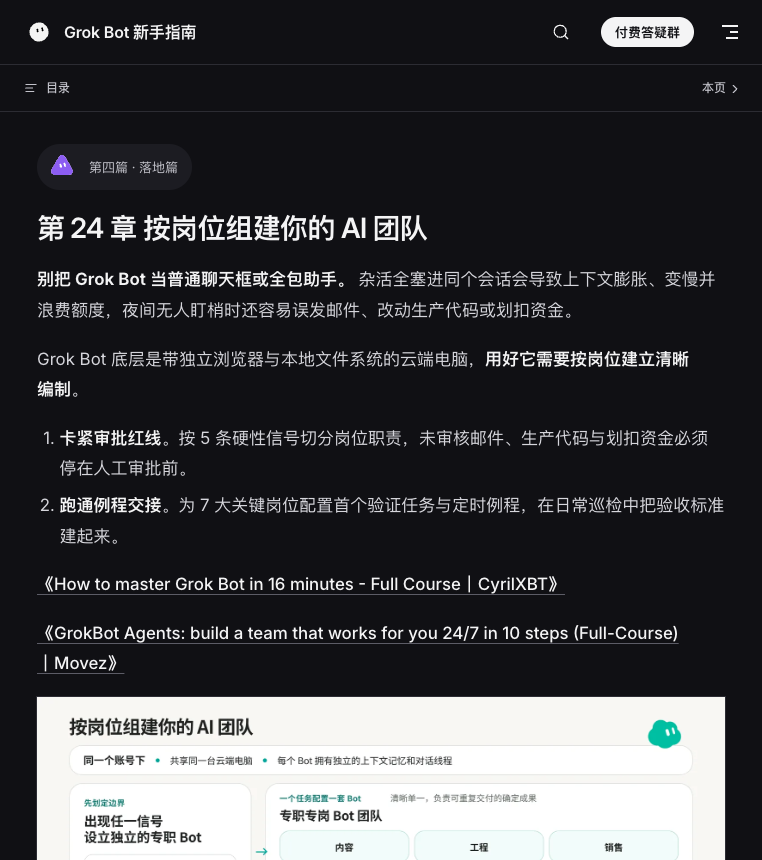 Grok Bot 新手指南
付费答疑群
目录
本页
第四篇 · 落地篇
第 24 章 按岗位组建你的 AI 团队
别把 Grok Bot 当普通聊天框或全包助手。杂活全塞进同个会话会导致上下文膨胀、变慢并
浪费额度，夜间无人盯梢时还容易误发邮件、改动生产代码或划扣资金。
Grok Bot 底层是带独立浏览器与本地文件系统的云端电脑，用好它需要按岗位建立清晰
编制。
1. 卡紧审批红线。按 5 条硬性信号切分岗位职责，未审核邮件、生产代码与划扣资金必须
停在人工审批前。
2. 跑通例程交接。为 7 大关键岗位配置首个验证任务与定时例程，在日常巡检中把验收标准
建起来。
《How to master Grok Bot in 16 minutes - Full Course｜CyrilXBT》
《GrokBot Agents: build a team that works for you 24/7 in 10 steps (Full-Course)
｜Movez》
按岗位组建你的 AI 团队
同一个账号下 • 共享同一台云端电脑 • 每个 Bot 拥有独立的上下文记忆和对话线程
先划定边界
出现任一信号
设立独立的专职 Bot
→
一个任务配置一套 Bot 清晰单一，负责可重复交付的确定成果
专职专岗 Bot 团队
内容 工程 销售